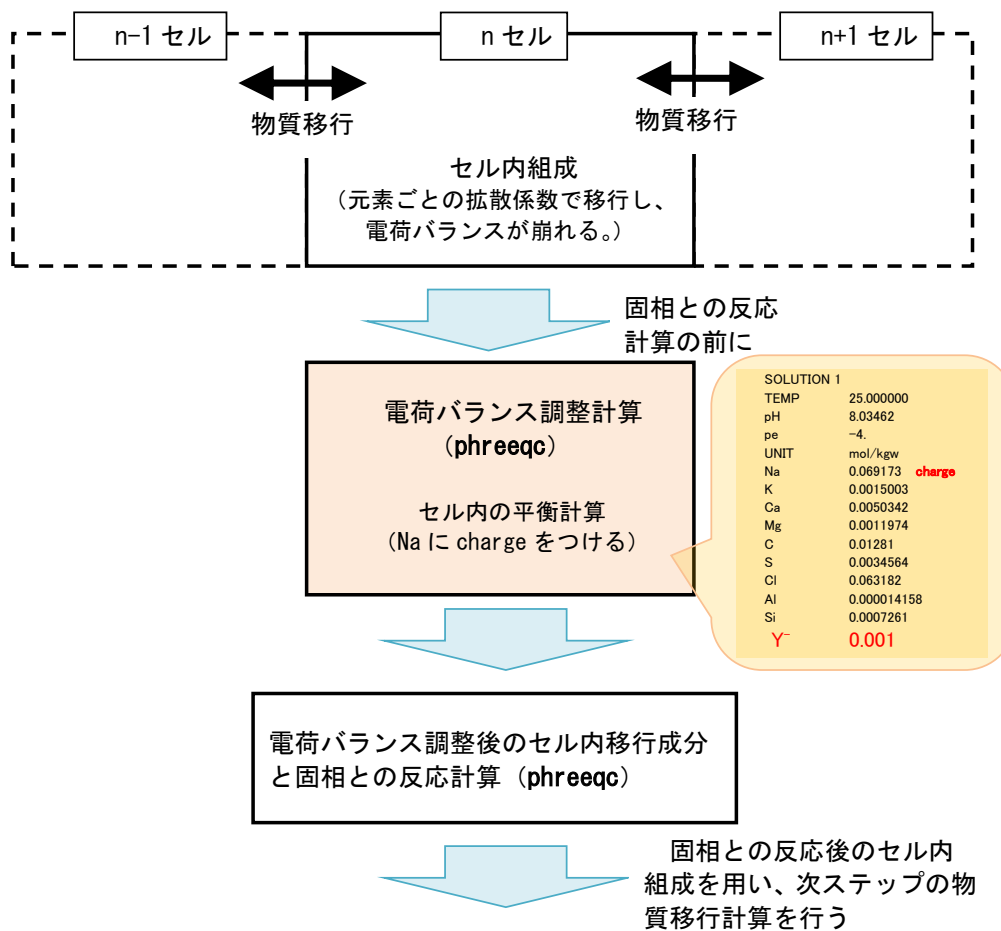 n-1 セル
n セル
n+1 セル
物質移行
物質移行
セル内組成
（元素ごとの拡散係数で移行し、
電荷バランスが崩れる。）
固相との反応
計算の前に
電荷バランス調整計算
（phreeqc）
セル内の平衡計算
（Na に charge をつける）
SOLUTION 1
TEMP 25.000000
pH 8.03462
pe -4.
UNIT mol/kgw
Na 0.069173 charge
K 0.0015003
Ca 0.0050342
Mg 0.0011974
C 0.01281
S 0.0034564
Cl 0.063182
Al 0.000014158
Si 0.0007261
Y⁻ 0.001
電荷バランス調整後のセル内移行成分
と固相との反応計算（phreeqc）
固相との反応後のセル内
組成を用い、次ステップの物
質移行計算を行う